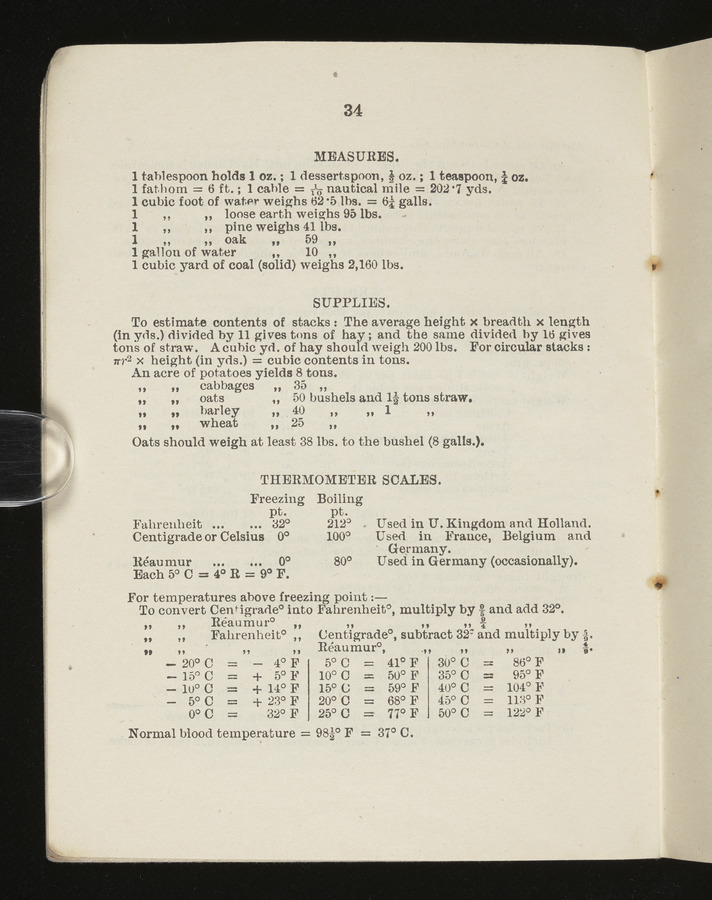 34
MEASURES.
1 tablespoon holds 1 oz. ; 1 dessertspoon, ½ oz. ; 1 teaspoon, ¼ oz.
1 fathom = 6 ft. ; 1 cable = 1/10 nautical mile = 202·7 yds.
1 cubic foot of water weighs 62·5 lbs. = 6¼ galls.
1 „ „ loose earth weighs 95 lbs.
1 „ „ pine weighs 41 lbs.
1 „ „ oak „ 59 „
1 gallon of water „ 10 „
1 cubic yard of coal (solid) weighs 2,160 lbs.
SUPPLIES.
To estimate contents of stacks : The average height × breadth × length
(in yds.) divided by 11 gives tons of hay ; and the same divided by 16 gives
tons of straw. A cubic yd. of hay should weigh 200 lbs. For circular stacks :
πr² × height (in yds.) = cubic contents in tons.
An acre of potatoes yields 8 tons.
„ „ cabbages „ 35 „
„ „ oats „ 50 bushels and 1½ tons straw.
„ „ barley „ 40 „ „ 1 „
„ „ wheat „ 25 „
Oats should weigh at least 38 lbs. to the bushel (8 galls.).
THERMOMETER SCALES.
Freezing Boiling
pt. pt.
Fahrenheit ... ... 32° 212° Used in U. Kingdom and Holland.
Centigrade or Celsius 0° 100° Used in France, Belgium and
Germany.
Réaumur ... ... 0° 80° Used in Germany (occasionally).
Each 5° C = 4° R = 9° F.
For temperatures above freezing point :—
To convert Centigrade° into Fahrenheit°, multiply by 9/5 and add 32°.
„ „ Réaumur° „ „ „ „ 9/4 „
„ „ Fahrenheit° „ Centigrade°, subtract 32° and multiply by 5/9.
„ „ „ „ Réaumur°, „ „ „ „ 4/9.
— 20° C = — 4° F 5° C = 41° F 30° C = 86° F
— 15° C = + 5° F 10° C = 50° F 35° C = 95° F
— 10° C = + 14° F 15° C = 59° F 40° C = 104° F
— 5° C = + 23° F 20° C = 68° F 45° C = 113° F
0° C = 32° F 25° C = 77° F 50° C = 122° F
Normal blood temperature = 98½° F = 37° C.